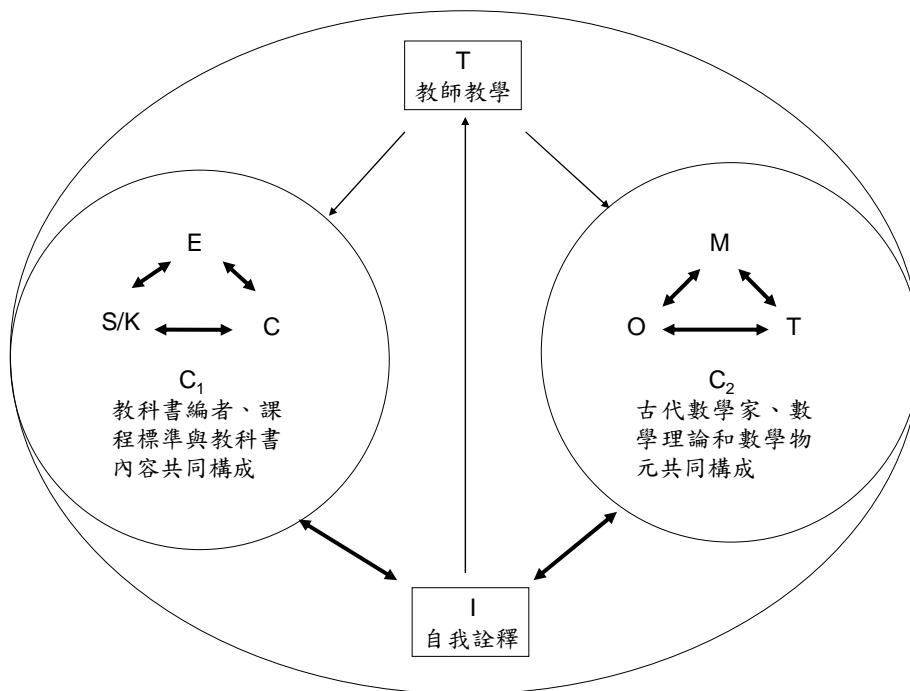 T
教師教學
E
S/K
C
C₁
教科書編者、課
程標準與教科書
內容共同構成
M
O
T
C₂
古代數學家、數
學理論和數學物
元共同構成
I
自我詮釋